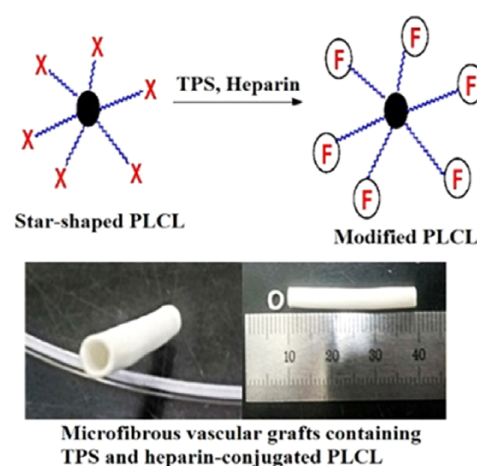 X
X
X
X
X
X
TPS, Heparin
F
F
F
F
F
F
Star-shaped PLCL
Modified PLCL
10 20 30 40
Microfibrous vascular grafts containing
TPS and heparin-conjugated PLCL